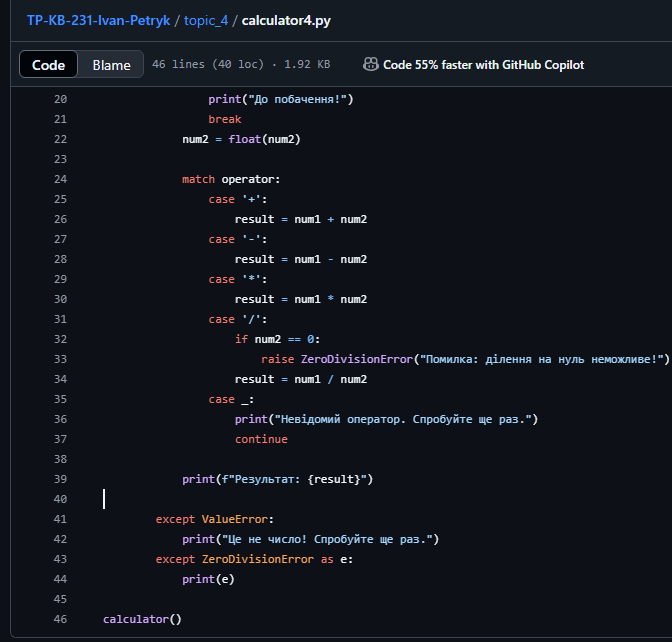 TP-KB-231-Ivan-Petryk / topic_4 / calculator4.py
Code Blame 46 lines (40 loc) · 1.92 KB Code 55% faster with GitHub Copilot
20 print("До побачення!")
21 break
22 num2 = float(num2)
23
24 match operator:
25 case '+':
26 result = num1 + num2
27 case '-':
28 result = num1 - num2
29 case '*':
30 result = num1 * num2
31 case '/':
32 if num2 == 0:
33 raise ZeroDivisionError("Помилка: ділення на нуль неможливе!")
34 result = num1 / num2
35 case _:
36 print("Невідомий оператор. Спробуйте ще раз.")
37 continue
38
39 print(f"Результат: {result}")
40
41 except ValueError:
42 print("Це не число! Спробуйте ще раз.")
43 except ZeroDivisionError as e:
44 print(e)
45
46 calculator()